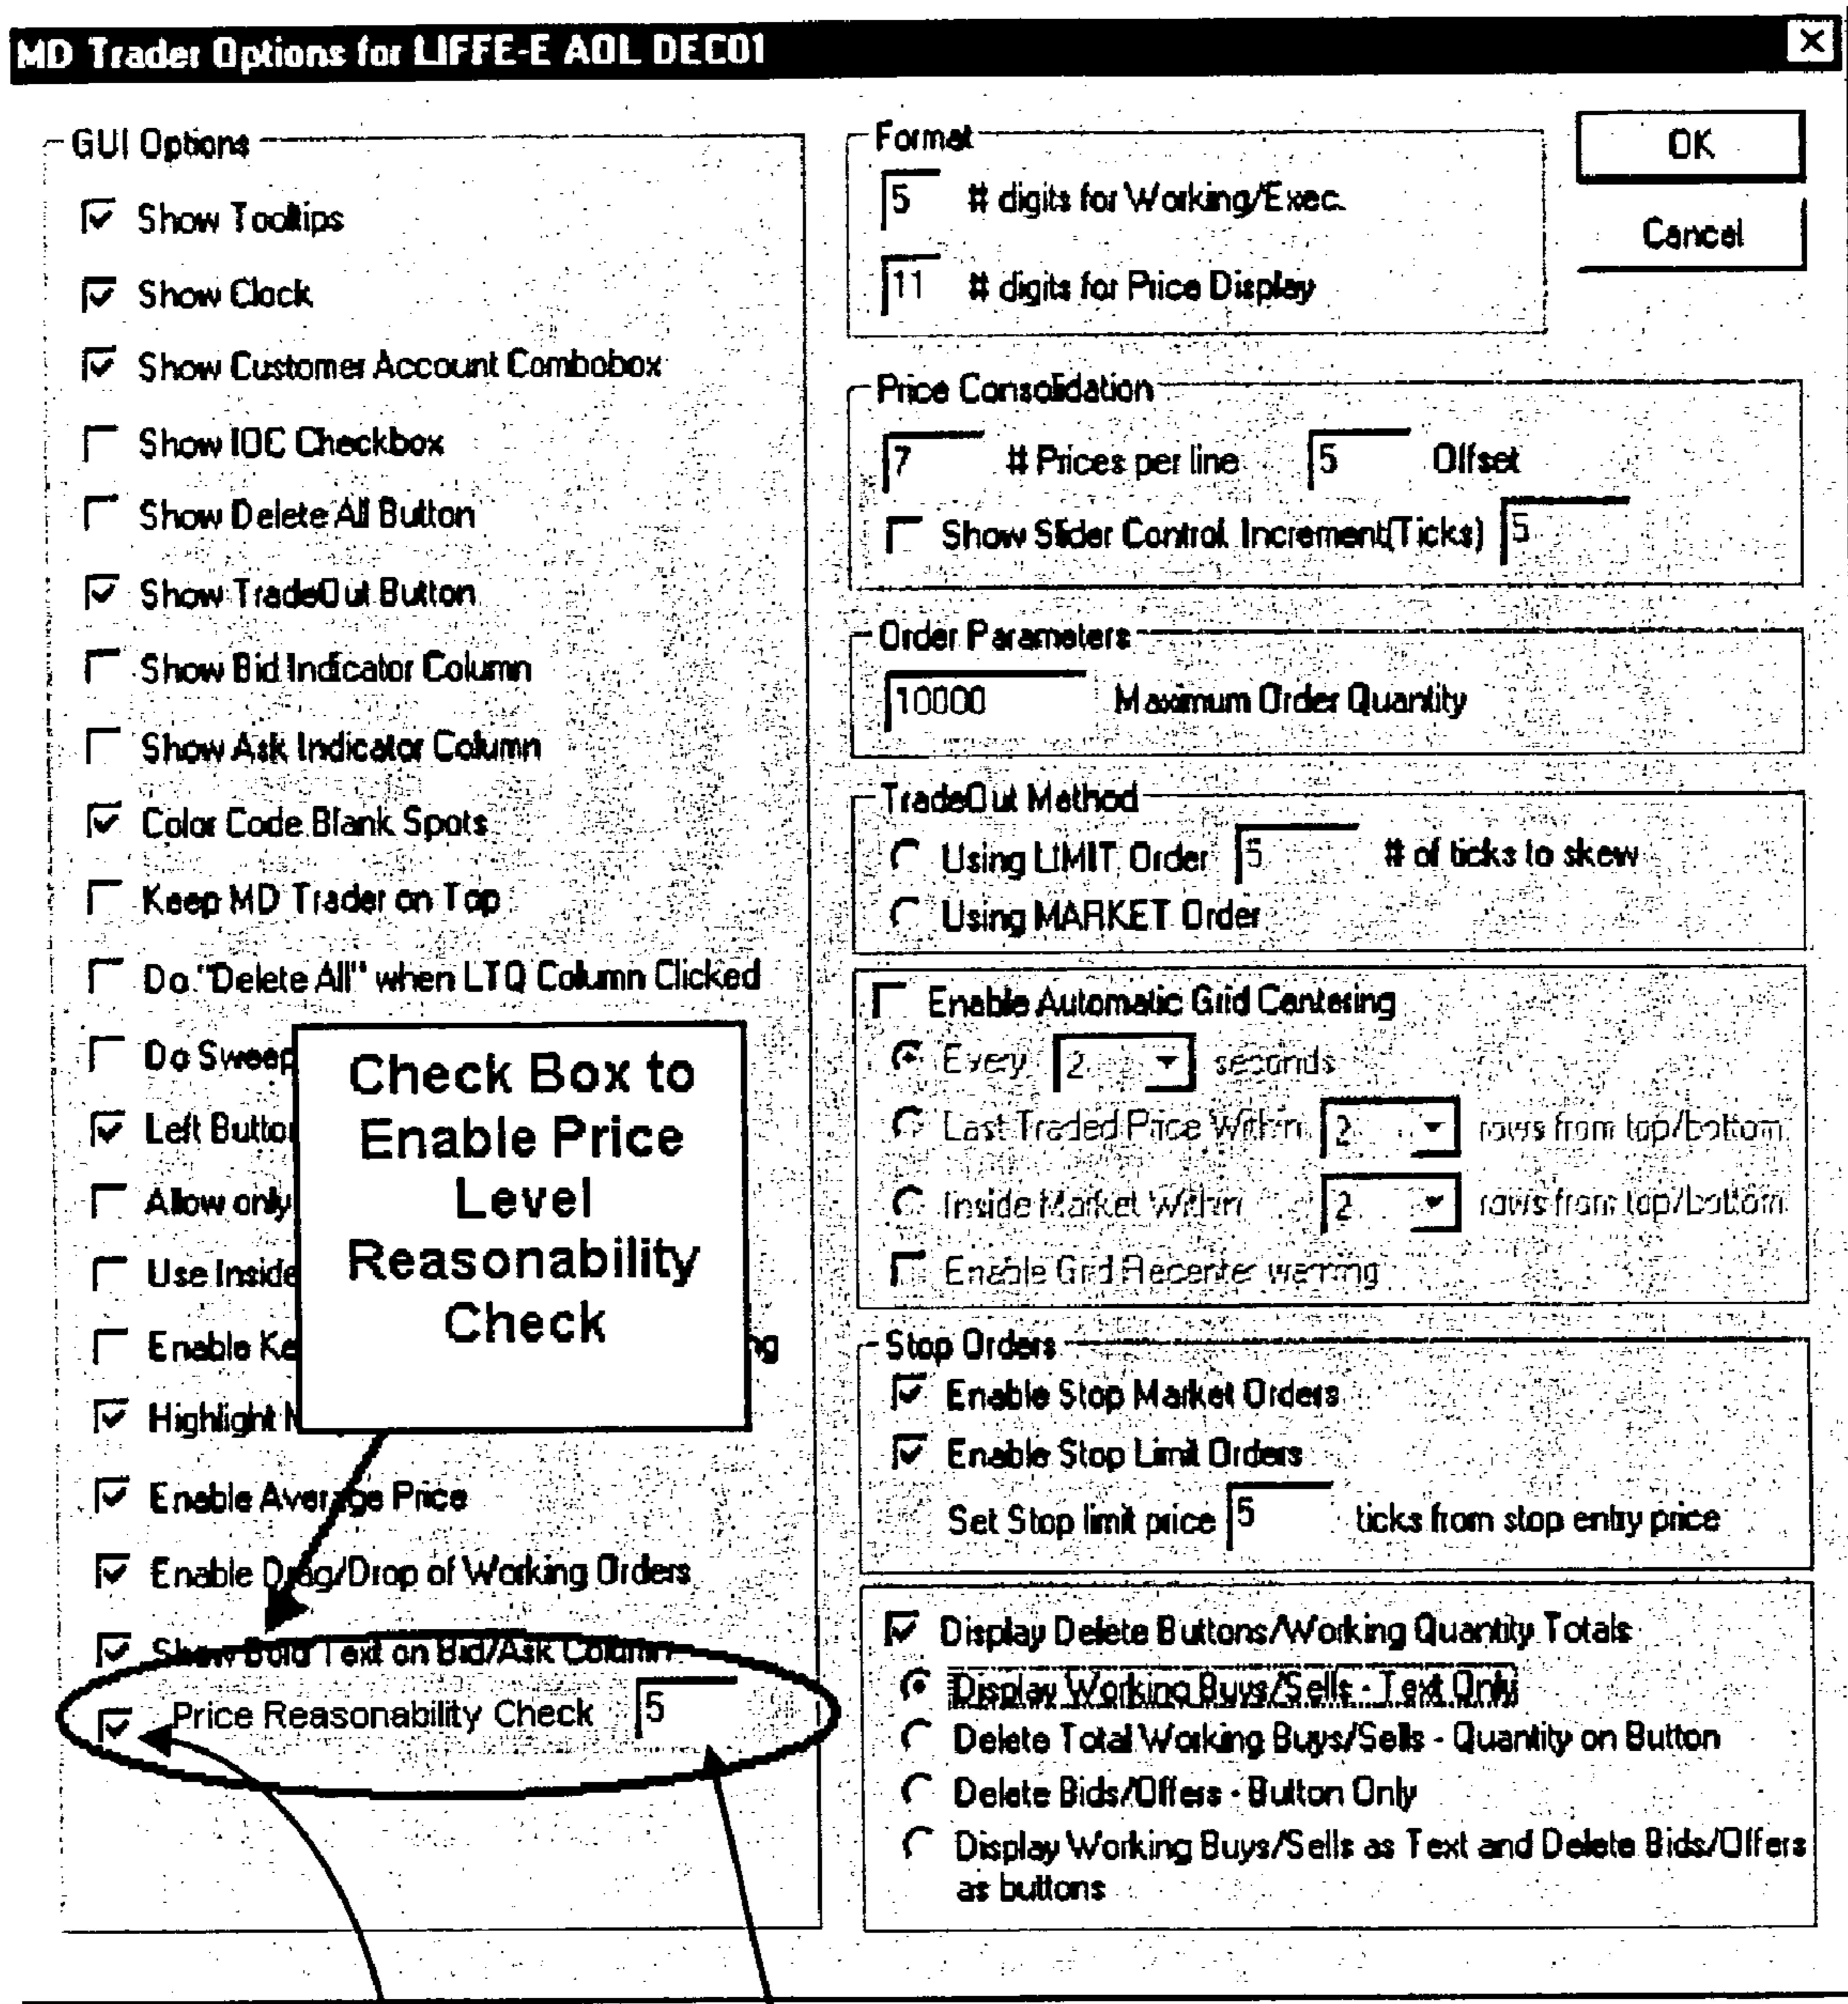 MD Trader Options for LIFFE-E AOL DEC01
GUI Options
Show Tooltips
Show Clock
Show Customer Account Combobox
Show IOC Checkbox
Show Delete All Button
Show TradeOut Button
Show Bid Indicator Column
Show Ask Indicator Column
Color Code Blank Spots
Keep MD Trader on Top
Do "Delete All" when LTQ Column Clicked
Do Sweep
Left
Allow only
Use Inside
Enable
Highlight
Enable Average Price
Enable Drag/Drop of Working Orders
Show Bold Text on Bid/Ask Column
Price Reasonability Check 5
Check Box to
Enable Price
Level
Reasonability
Check
Format
5 # digits for Working/Exec.
11 # digits for Price Display
OK
Cancel
Price Consolidation
7 # Prices per line 5 Offset
Show Slider Control. Increment(Ticks) 5
Order Parameters
10000 Maximum Order Quantity
TradeOut Method
Using LIMIT Order 5 # of ticks to skew
Using MARKET Order
Enable Automatic Grid Centering
Every 2 seconds
Last Traded Price Within 2 rows from top/bottom
Inside Market Within 2 rows from top/bottom
Enable Grid Recenter warning
Stop Orders
Enable Stop Market Orders
Enable Stop Limit Orders
Set Stop limit price 5 ticks from stop entry price
Display Delete Buttons/Working Quantity Totals
Display Working Buys/Sells - Text Only
Delete Total Working Buys/Sells - Quantity on Button
Delete Bids/Offers - Button Only
Display Working Buys/Sells as Text and Delete Bids/Offers
as buttons